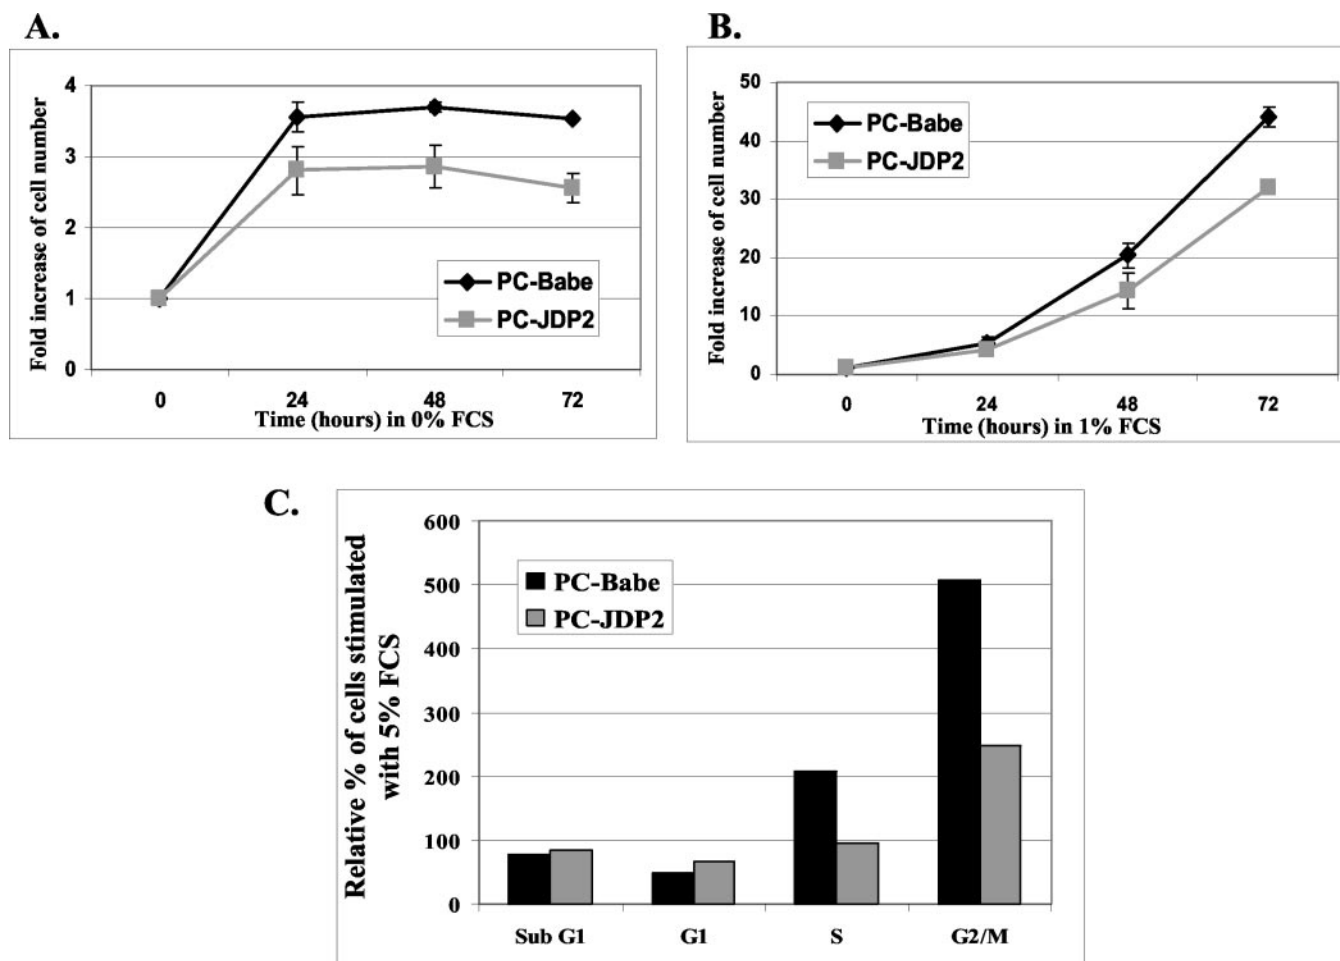 A.
Fold increase of cell number
4
3
2
1
0
PC-Babe
PC-JDP2
0 24 48 72
Time (hours) in 0% FCS
B.
Fold increase of cell number
50
40
30
20
10
0
PC-Babe
PC-JDP2
0 24 48 72
Time (hours) in 1% FCS
C.
Relative % of cells stimulated
with 5% FCS
600
500
400
300
200
100
0
PC-Babe
PC-JDP2
Sub G1 G1 S G2/M